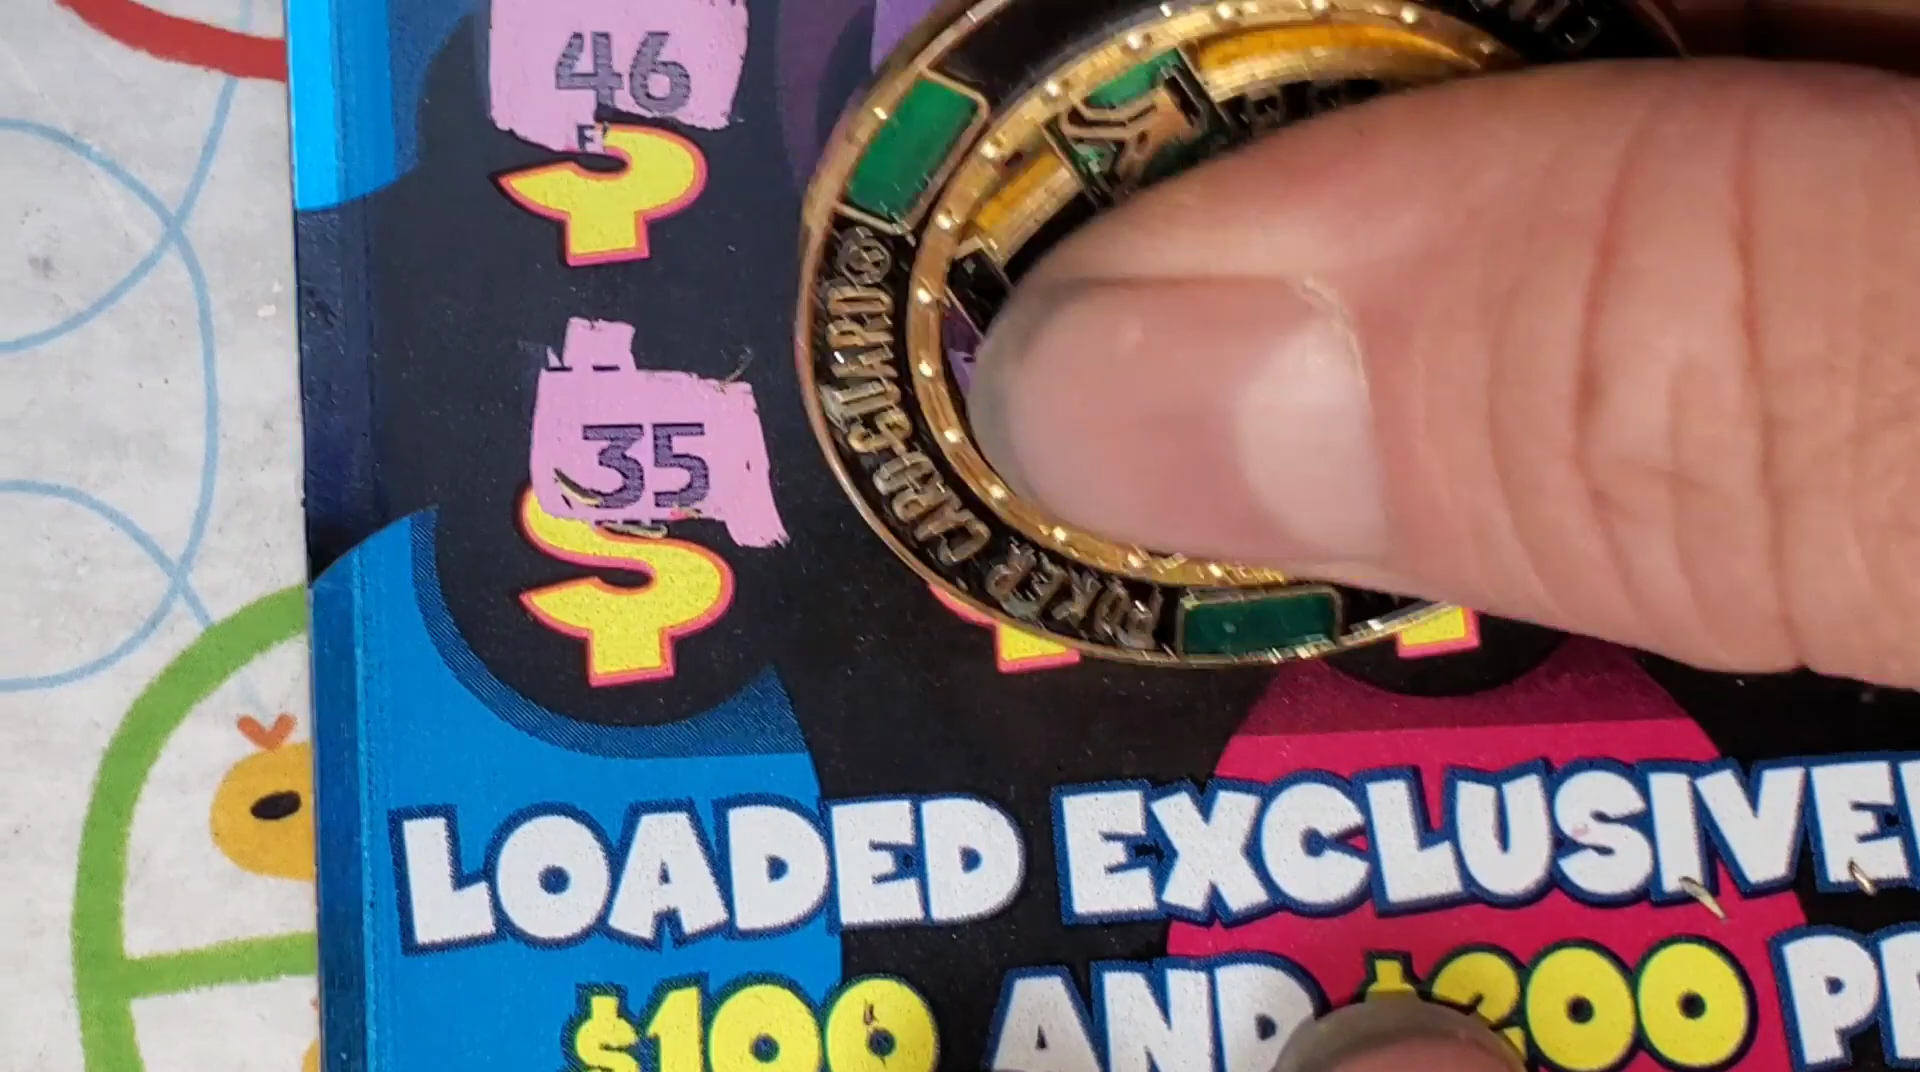 46
35
POKER CARD GUARD®
LOADED EXCLUSIVE
$100 AND $200